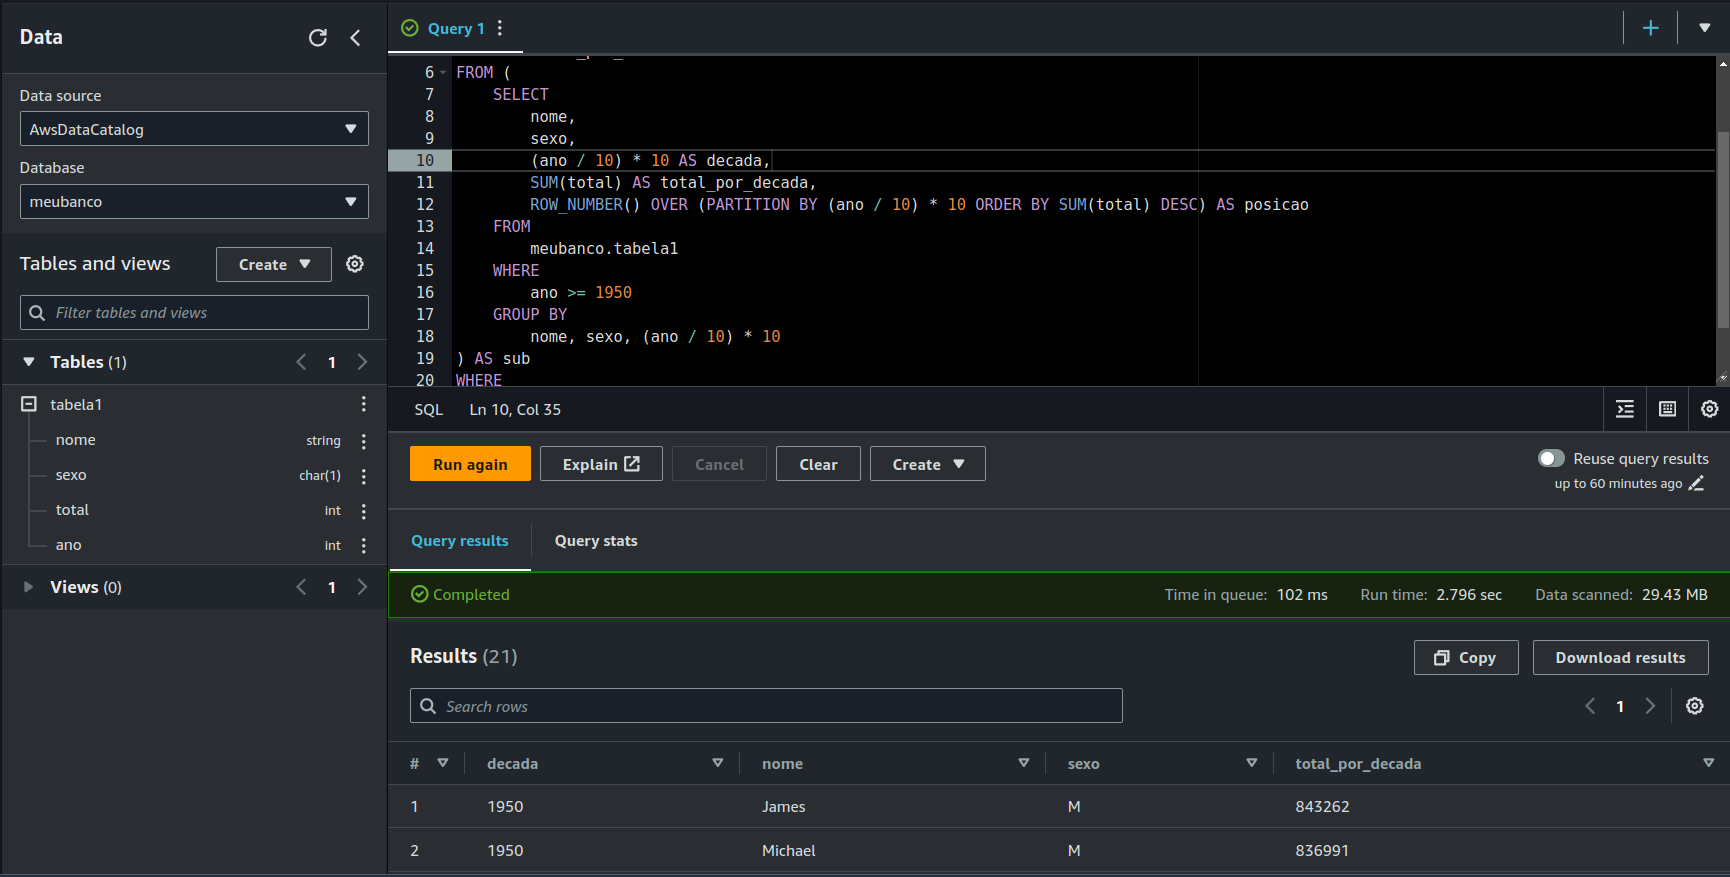 Data
Data source
AwsDataCatalog
Database
meubanco
Tables and views
Create
Filter tables and views
Tables (1)
1
tabela1
nome string
sexo char(1)
total int
ano int
Views (0)
1
Query 1
6 FROM (
7 SELECT
8 nome,
9 sexo,
10 (ano / 10) * 10 AS decada,
11 SUM(total) AS total_por_decada,
12 ROW_NUMBER() OVER (PARTITION BY (ano / 10) * 10 ORDER BY SUM(total) DESC) AS posicao
13 FROM
14 meubanco.tabela1
15 WHERE
16 ano >= 1950
17 GROUP BY
18 nome, sexo, (ano / 10) * 10
19 ) AS sub
20 WHERE
SQL Ln 10, Col 35
Run again Explain Cancel Clear Create
Reuse query results
up to 60 minutes ago
Query results Query stats
Completed Time in queue: 102 ms Run time: 2.796 sec Data scanned: 29.43 MB
Results (21) Copy Download results
Search rows 1
# decada nome sexo total_por_decada
1 1950 James M 843262
2 1950 Michael M 836991